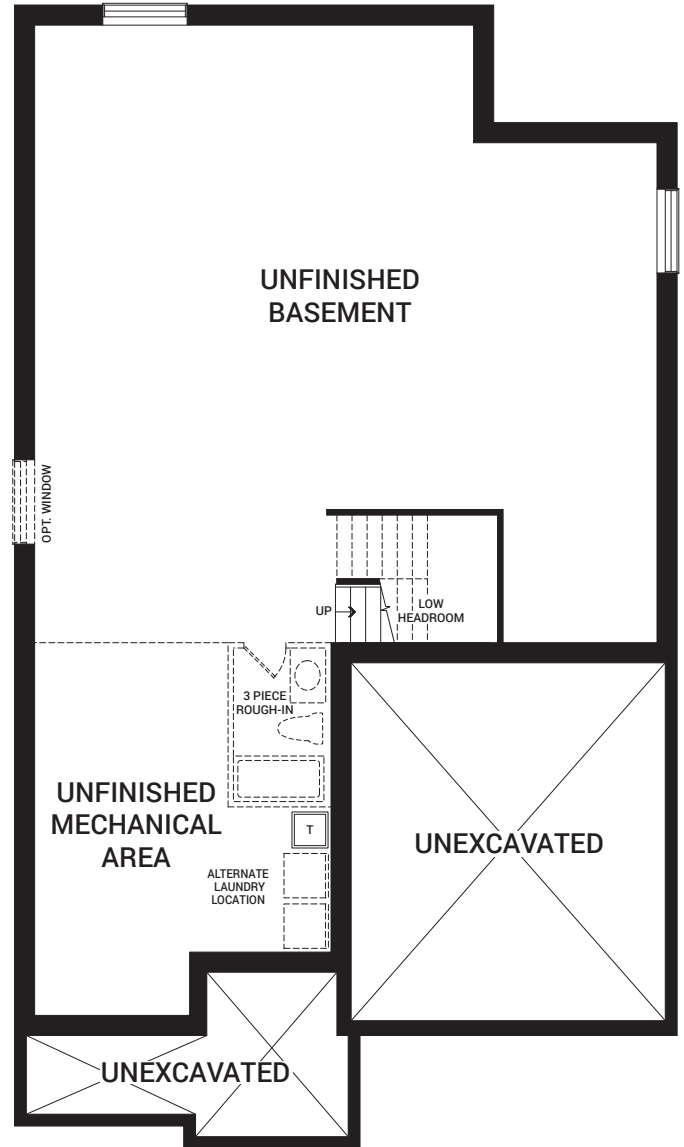 UNFINISHED
BASEMENT
OPT. WINDOW
UP
LOW
HEADROOM
3 PIECE
ROUGH-IN
UNFINISHED
MECHANICAL
AREA
T
ALTERNATE
LAUNDRY
LOCATION
UNEXCAVATED
UNEXCAVATED